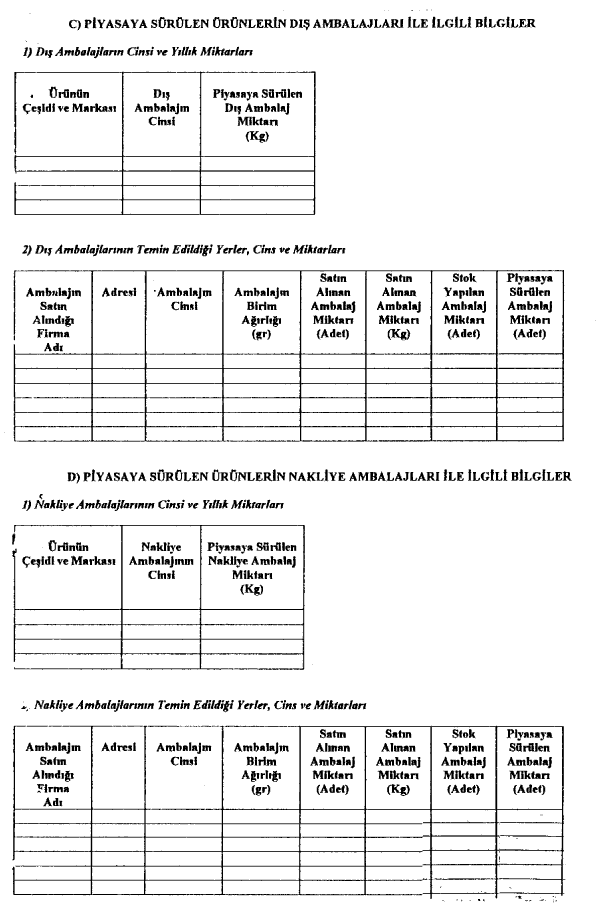 C) PİYASAYA SÜRÜLEN ÜRÜNLERİN DIŞ AMBALAJLARI İLE İLGİLİ BİLGİLER
1) Dış Ambalajların Cinsi ve Yıllık Miktarları
Ürünün Çeşidi ve Markası
Dış Ambalajın Cinsi
Piyasaya Sürülen Dış Ambalaj Miktarı (Kg)
2) Dış Ambalajlarının Temin Edildiği Yerler, Cins ve Miktarları
Ambalajın Satın Alındığı Firma Adı
Adresi
Ambalajın Cinsi
Ambalajın Birim Ağırlığı (gr)
Satın Alınan Ambalaj Miktarı (Adet)
Satın Alınan Ambalaj Miktarı (Kg)
Stok Yapılan Ambalaj Miktarı (Adet)
Piyasaya Sürülen Ambalaj Miktarı (Adet)
D) PİYASAYA SÜRÜLEN ÜRÜNLERİN NAKLİYE AMBALAJLARI İLE İLGİLİ BİLGİLER
1) Nakliye Ambalajlarının Cinsi ve Yıllık Miktarları
Ürünün Çeşidi ve Markası
Nakliye Ambalajının Cinsi
Piyasaya Sürülen Nakliye Ambalaj Miktarı (Kg)
Nakliye Ambalajlarının Temin Edildiği Yerler, Cins ve Miktarları
Ambalajın Satın Alındığı Firma Adı
Adresi
Ambalajın Cinsi
Ambalajın Birim Ağırlığı (gr)
Satın Alınan Ambalaj Miktarı (Adet)
Satın Alınan Ambalaj Miktarı (Kg)
Stok Yapılan Ambalaj Miktarı (Adet)
Piyasaya Sürülen Ambalaj Miktarı (Adet)